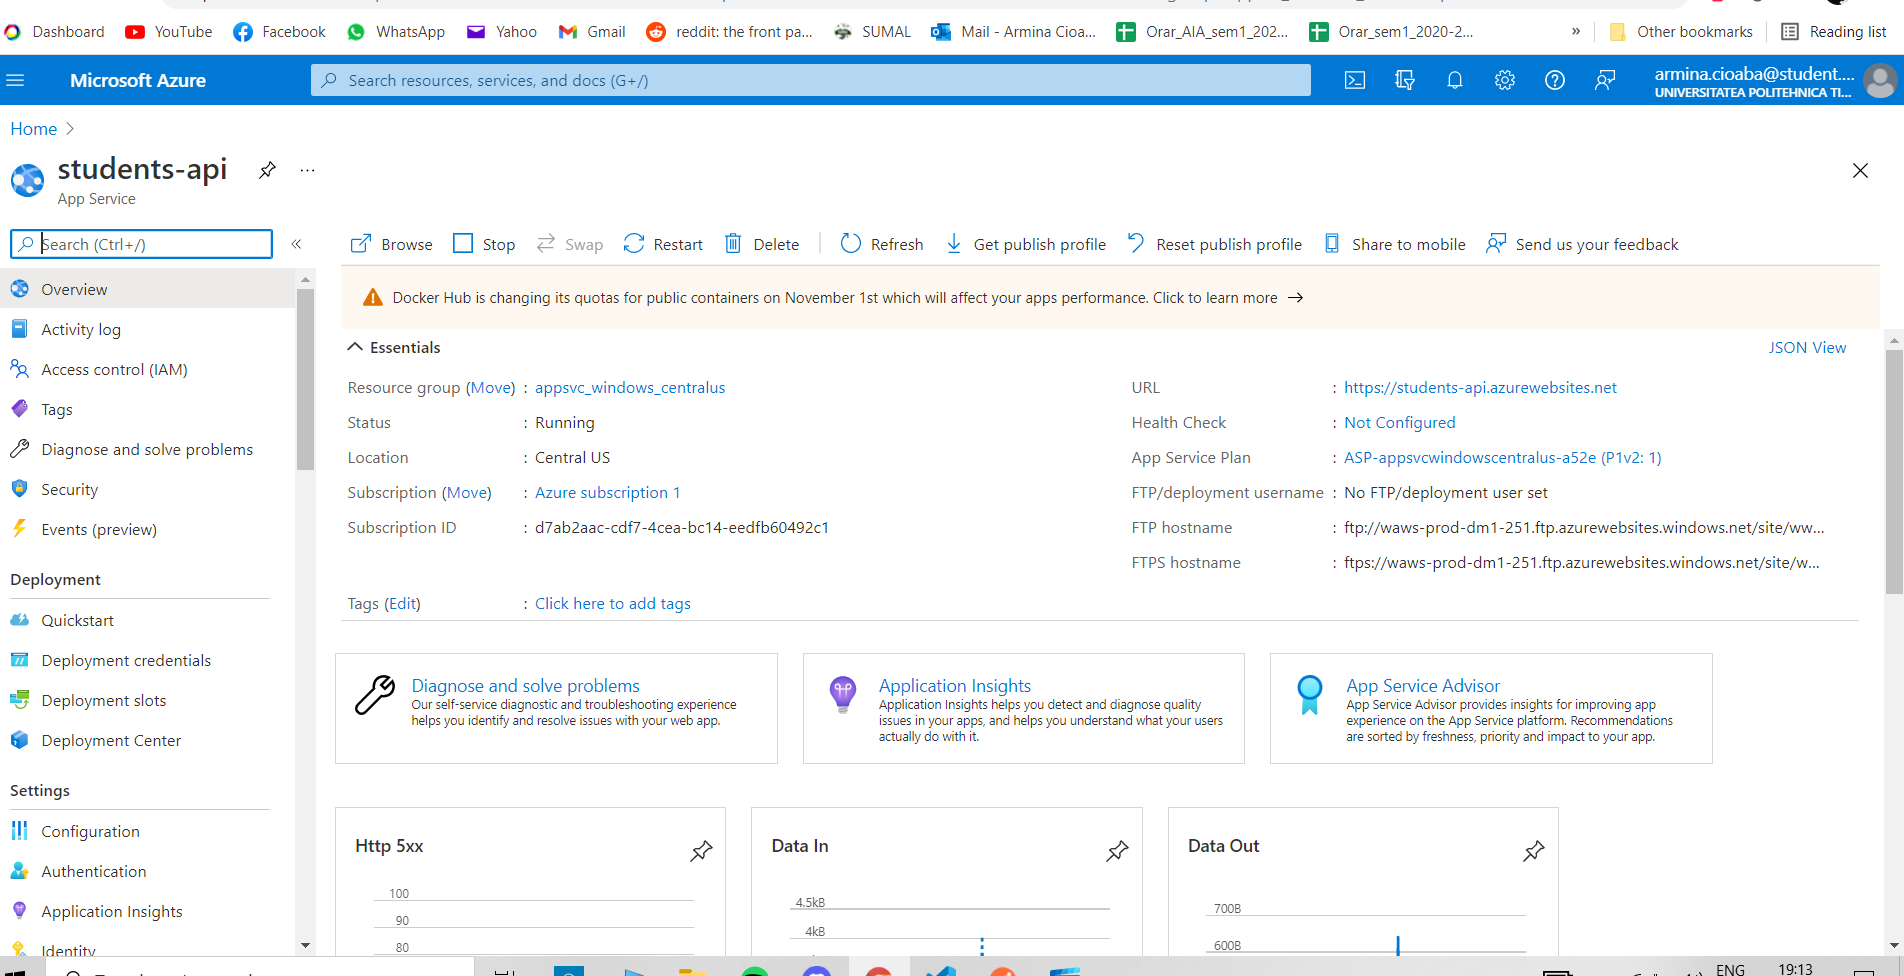 Dashboard YouTube Facebook WhatsApp Yahoo Gmail reddit: the front pa... SUMAL Mail - Armina Cioa... Orar_AIA_sem1_202... Orar_sem1_2020-2... » Other bookmarks Reading list
Microsoft Azure Search resources, services, and docs (G+/) armina.cioaba@student....
UNIVERSITATEA POLITEHNICA TI...
Home
students-api ...
App Service
Search (Ctrl+/) «
Browse Stop Swap Restart Delete Refresh Get publish profile Reset publish profile Share to mobile Send us your feedback
Overview
Activity log
Access control (IAM)
Tags
Diagnose and solve problems
Security
Events (preview)
Deployment
Quickstart
Deployment credentials
Deployment slots
Deployment Center
Settings
Configuration
Authentication
Application Insights
Identity
Docker Hub is changing its quotas for public containers on November 1st which will affect your apps performance. Click to learn more →
Essentials JSON View
Resource group (Move) : appsvc_windows_centralus
Status : Running
Location : Central US
Subscription (Move) : Azure subscription 1
Subscription ID : d7ab2aac-cdf7-4cea-bc14-eedfb60492c1
URL : https://students-api.azurewebsites.net
Health Check : Not Configured
App Service Plan : ASP-appsvcwindowscentralus-a52e (P1v2: 1)
FTP/deployment username : No FTP/deployment user set
FTP hostname : ftp://waws-prod-dm1-251.ftp.azurewebsites.windows.net/site/ww...
FTPS hostname : ftps://waws-prod-dm1-251.ftp.azurewebsites.windows.net/site/w...
Tags (Edit) : Click here to add tags
Diagnose and solve problems
Our self-service diagnostic and troubleshooting experience
helps you identify and resolve issues with your web app.
Application Insights
Application Insights helps you detect and diagnose quality
issues in your apps, and helps you understand what your users
actually do with it.
App Service Advisor
App Service Advisor provides insights for improving app
experience on the App Service platform. Recommendations
are sorted by freshness, priority and impact to your app.
Http 5xx
100
90
80
Data In
4.5kB
4kB
Data Out
700B
600B
ENG 19:13